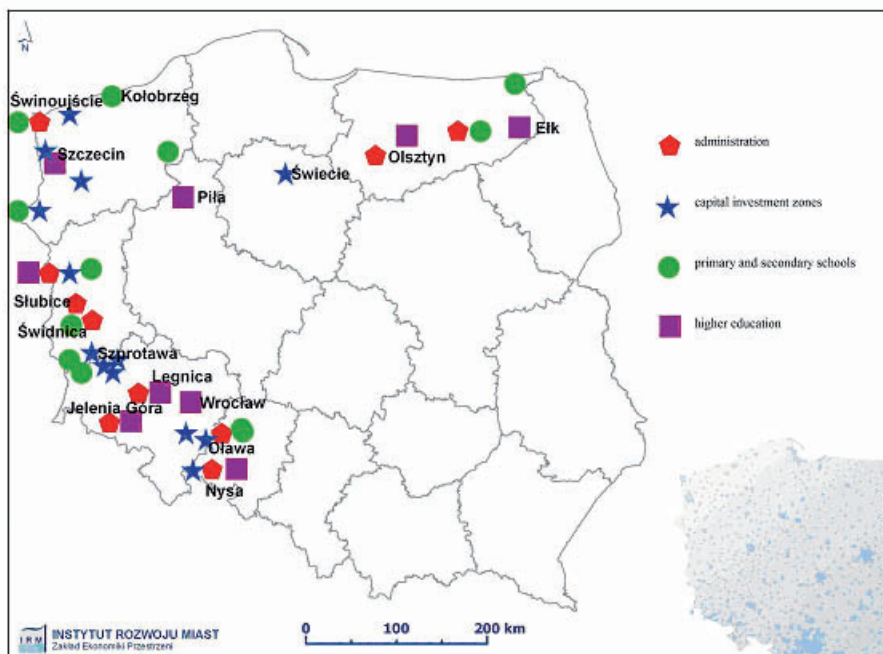 N
Świnoujście
Kołobrzeg
Szczecin
Piła
Świecie
Olsztyn
Ełk
Słubice
Świdnica
Szprotawa
Legnica
Jelenia Góra
Wrocław
Oława
Nysa
administration
capital investment zones
primary and secondary schools
higher education
I R M
INSTYTUT ROZWOJU MIAST
Zakład Ekonomiki Przestrzeni
0 100 200 km